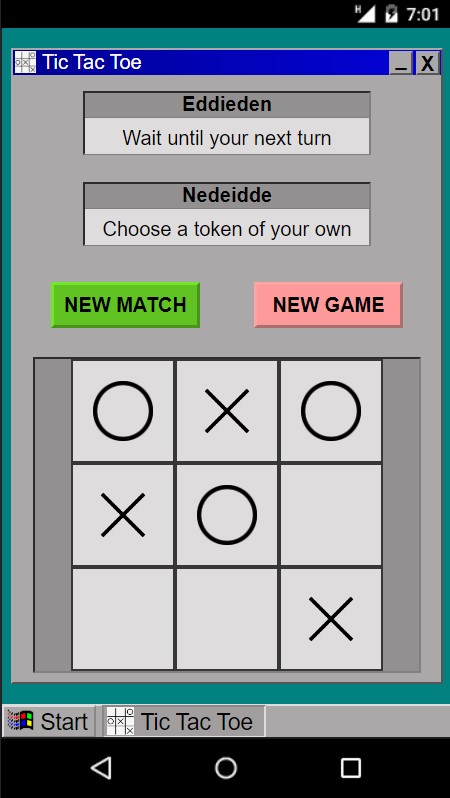 H 7:01
Tic Tac Toe
Eddieden
Wait until your next turn
Nedeidde
Choose a token of your own
NEW MATCH NEW GAME
Start Tic Tac Toe